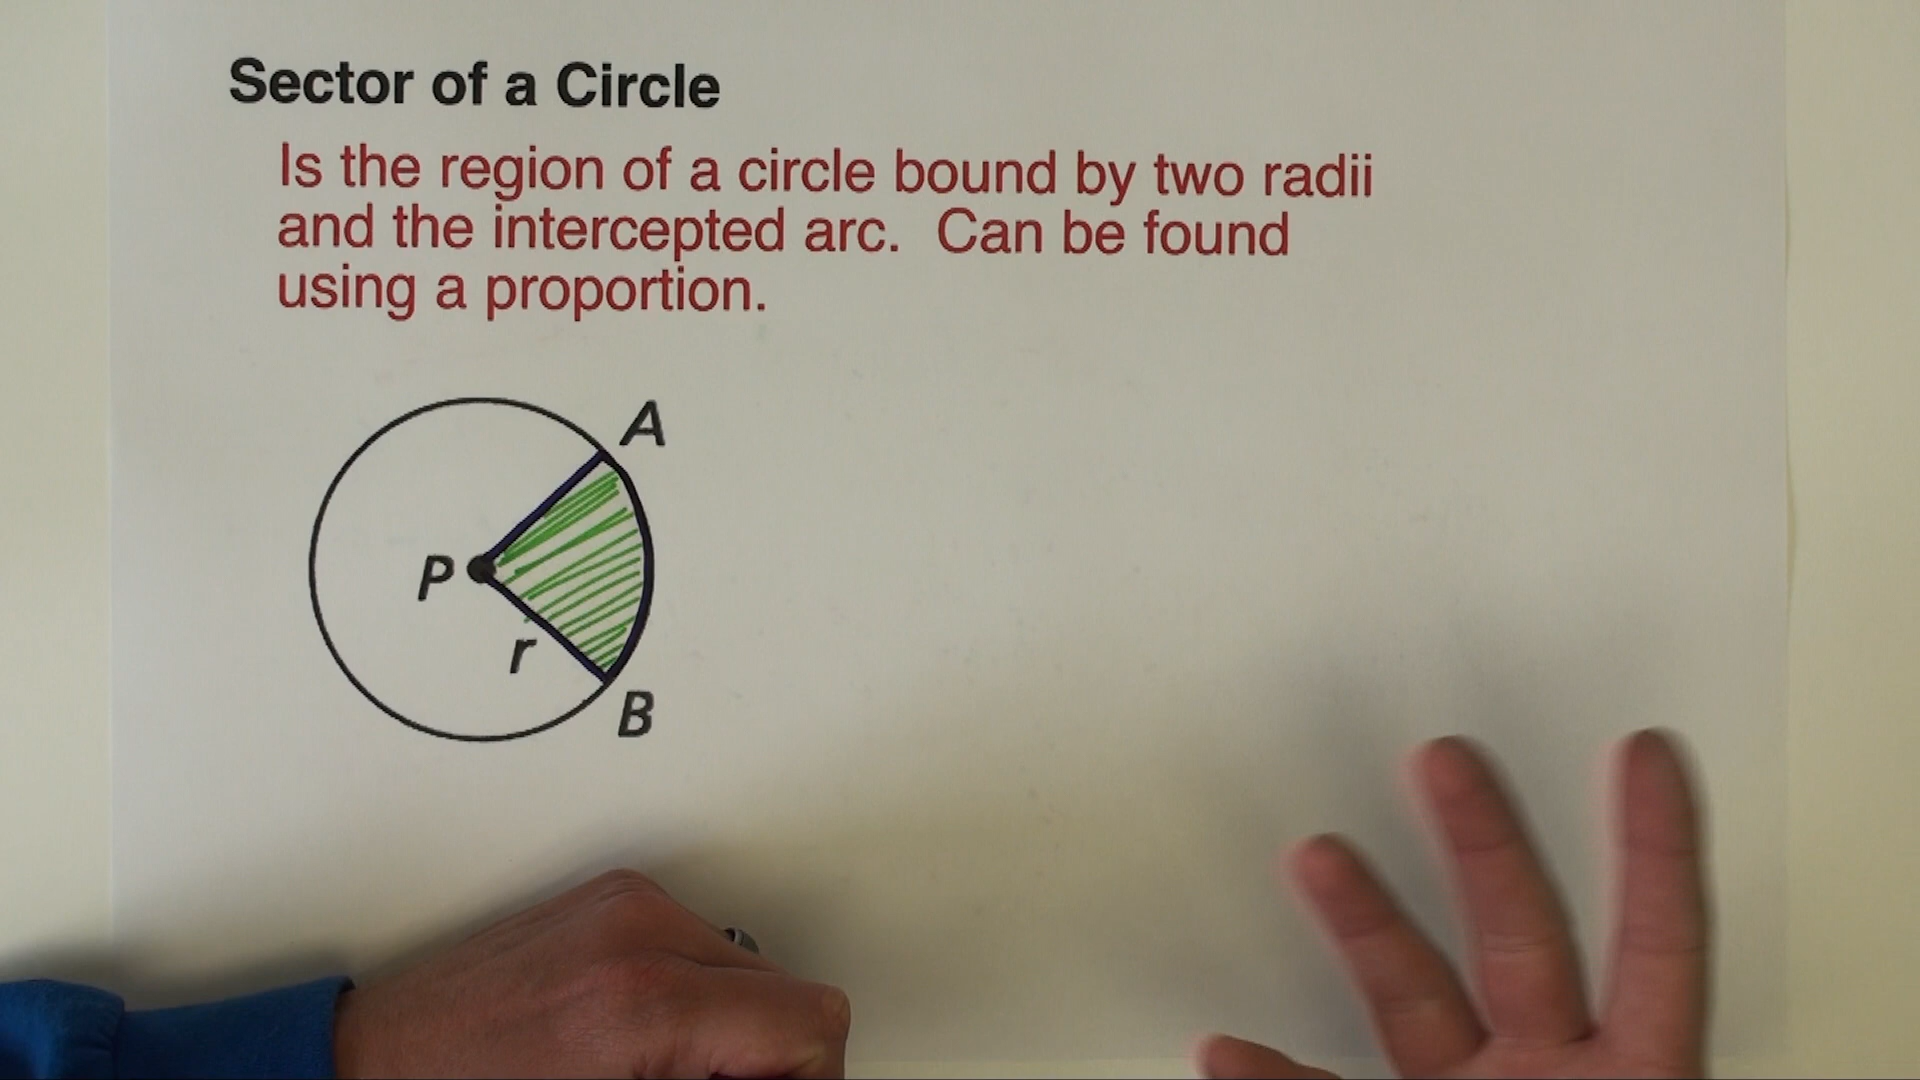 Sector of a Circle
Is the region of a circle bound by two radii
and the intercepted arc. Can be found
using a proportion.
A
P
r
B